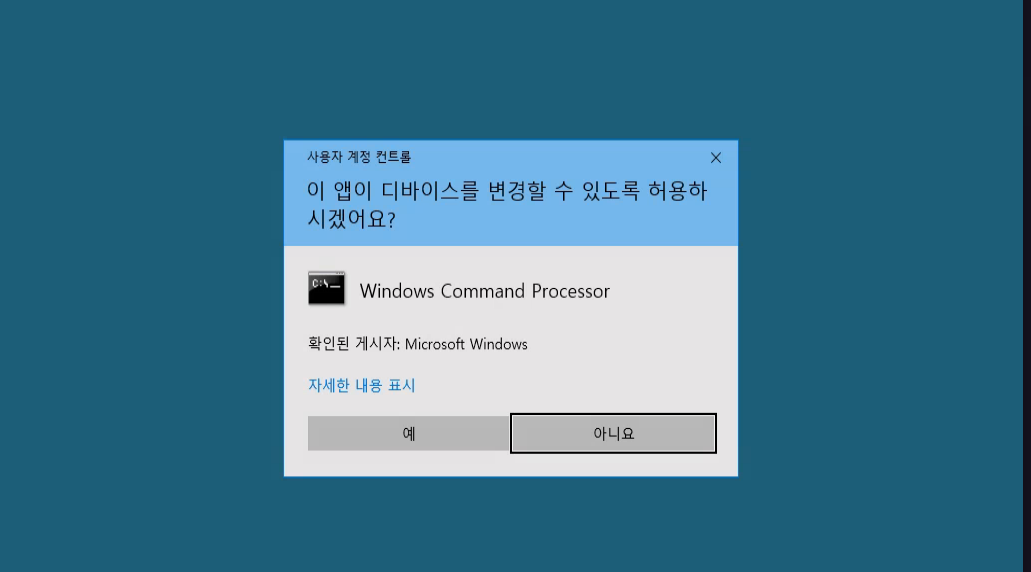 사용자 계정 컨트롤
이 앱이 디바이스를 변경할 수 있도록 허용하
시겠어요?
C:\_
Windows Command Processor
확인된 게시자: Microsoft Windows
자세한 내용 표시
예
아니요